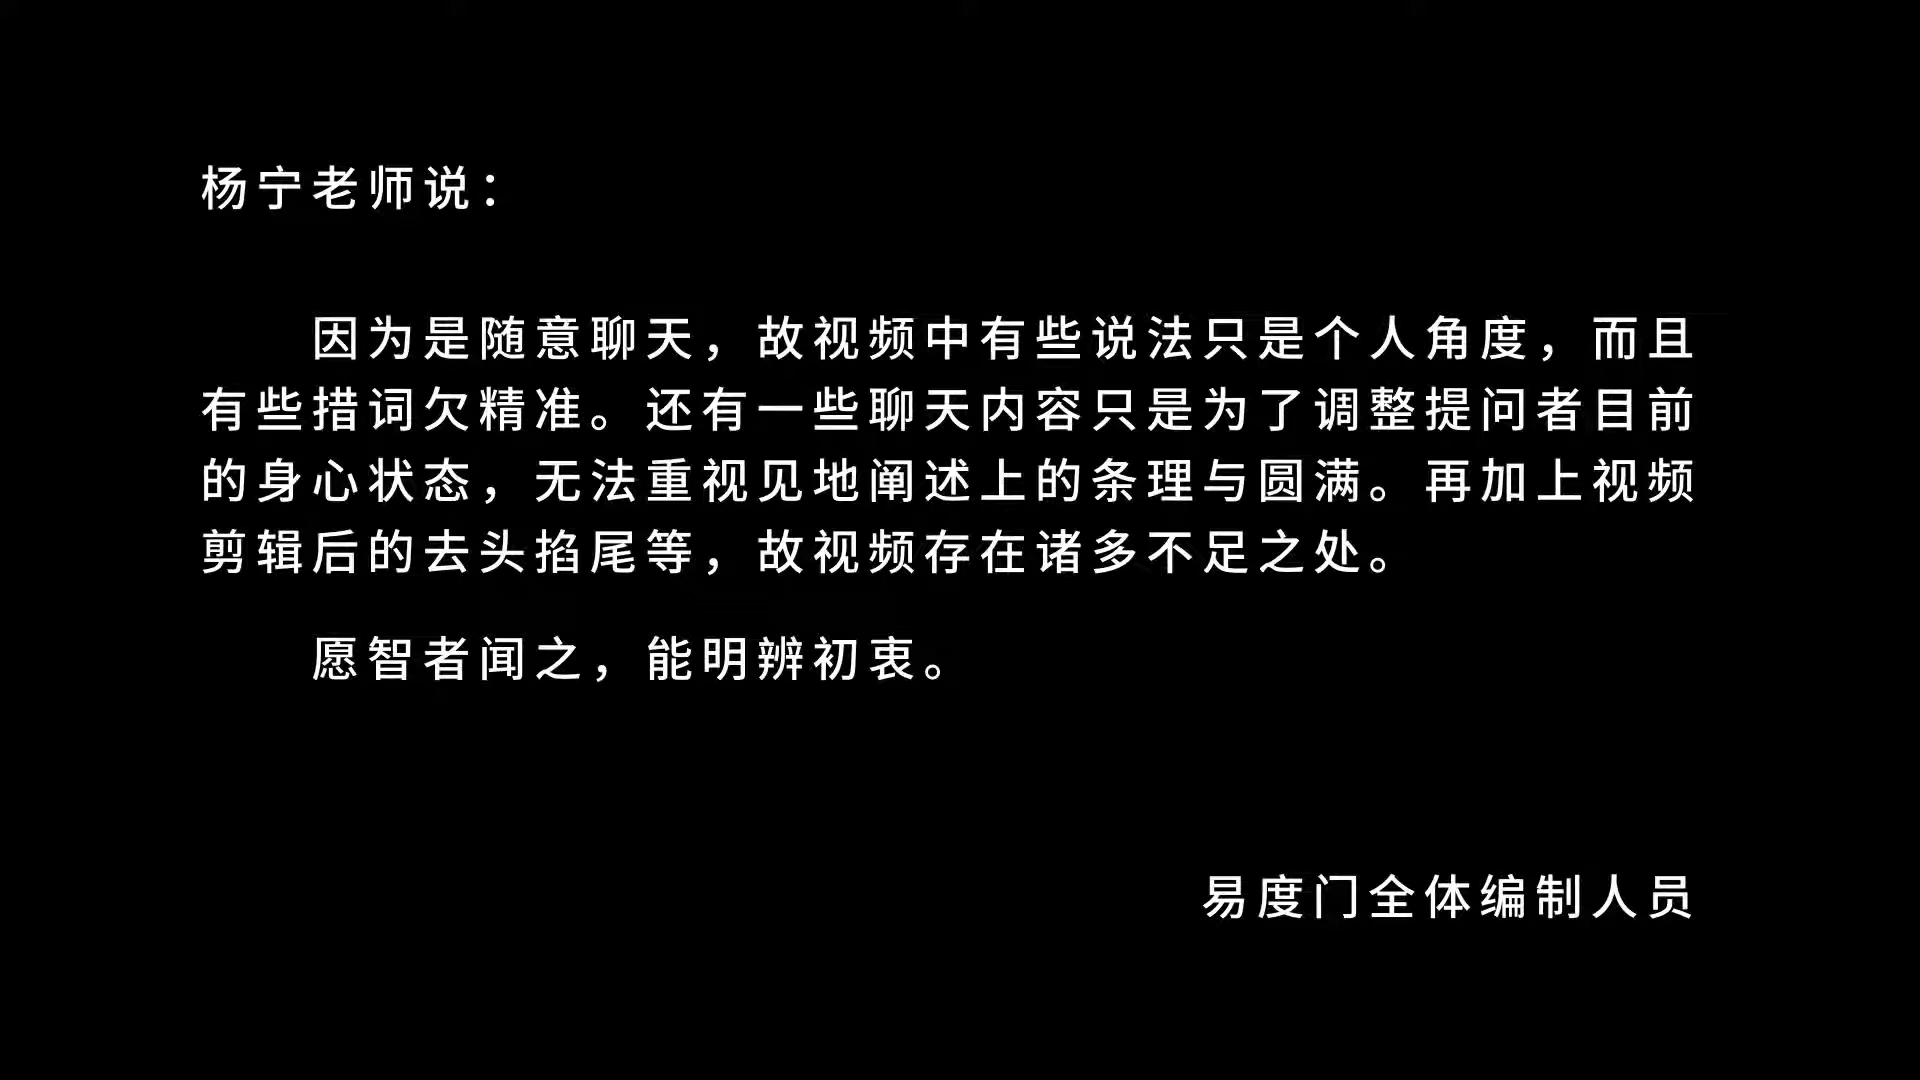 杨宁老师说：
因为是随意聊天，故视频中有些说法只是个人角度，而且
有些措词欠精准。还有一些聊天内容只是为了调整提问者目前
的身心状态，无法重视见地阐述上的条理与圆满。再加上视频
剪辑后的去头掐尾等，故视频存在诸多不足之处。
愿智者闻之，能明辨初衷。
易度门全体编制人员